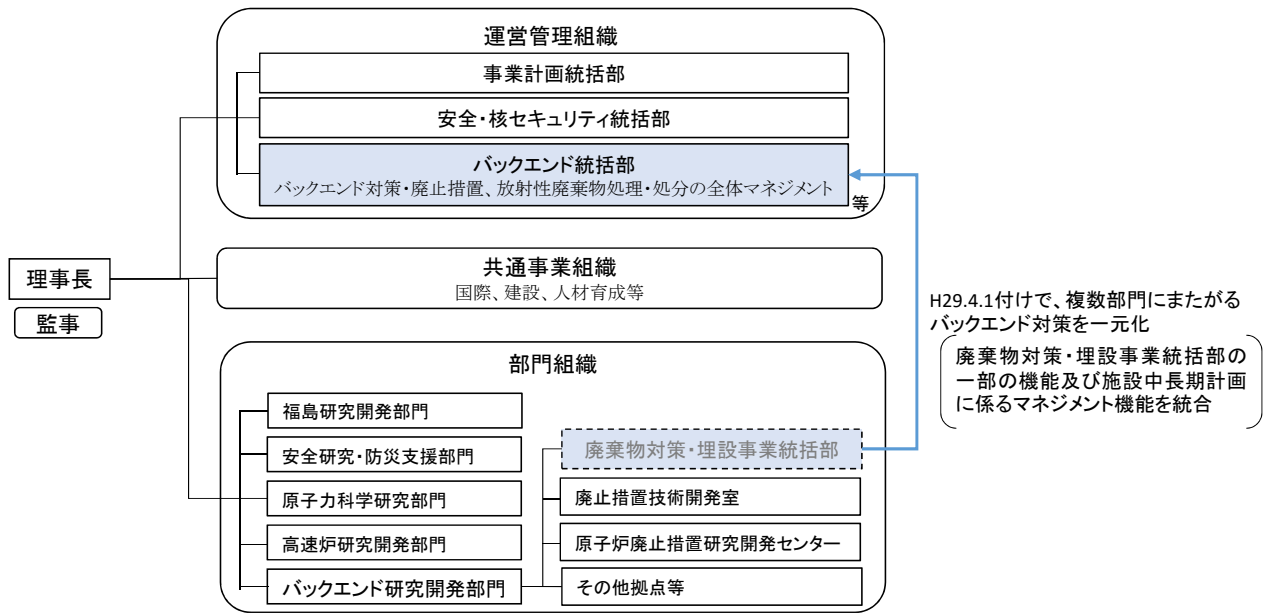 運営管理組織
事業計画統括部
安全・核セキュリティ統括部
バックエンド統括部
バックエンド対策・廃止措置、放射性廃棄物処理・処分の全体マネジメント
等
理事長
監事
共通事業組織
国際、建設、人材育成等
H29.4.1付けで、複数部門にまたがる
バックエンド対策を一元化
廃棄物対策・埋設事業統括部の
一部の機能及び施設中長期計画
に係るマネジメント機能を統合
部門組織
福島研究開発部門
安全研究・防災支援部門
原子力科学研究部門
高速炉研究開発部門
バックエンド研究開発部門
廃棄物対策・埋設事業統括部
廃止措置技術開発室
原子炉廃止措置研究開発センター
その他拠点等